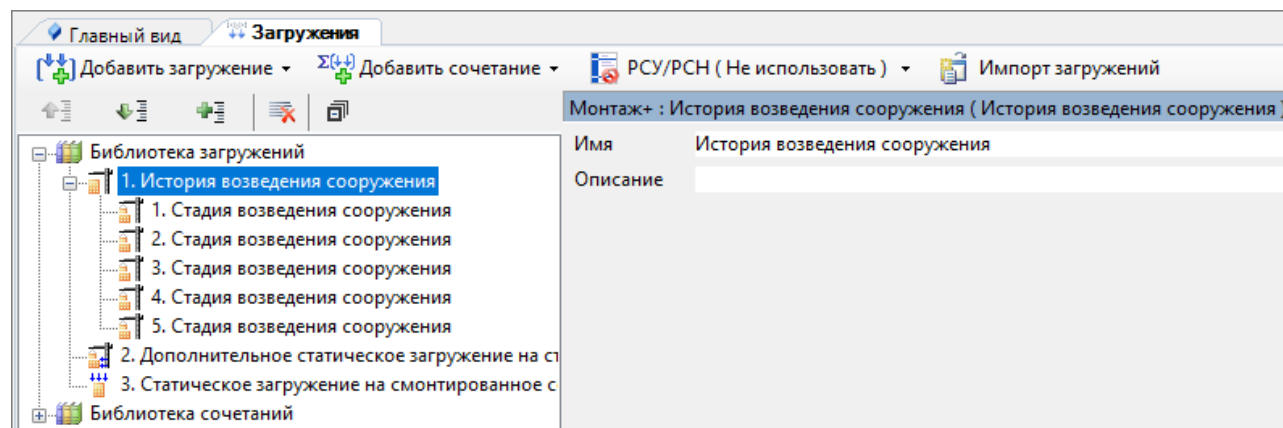 Главный вид Загружения
Добавить загружение Добавить сочетание РСУ/РСН ( Не использовать ) Импорт загружений
Монтаж+ : История возведения сооружения ( История возведения сооружения )
Имя История возведения сооружения
Описание
Библиотека загружений
1. История возведения сооружения
1. Стадия возведения сооружения
2. Стадия возведения сооружения
3. Стадия возведения сооружения
4. Стадия возведения сооружения
5. Стадия возведения сооружения
2. Дополнительное статическое загружение на ст
3. Статическое загружение на смонтированное с
Библиотека сочетаний